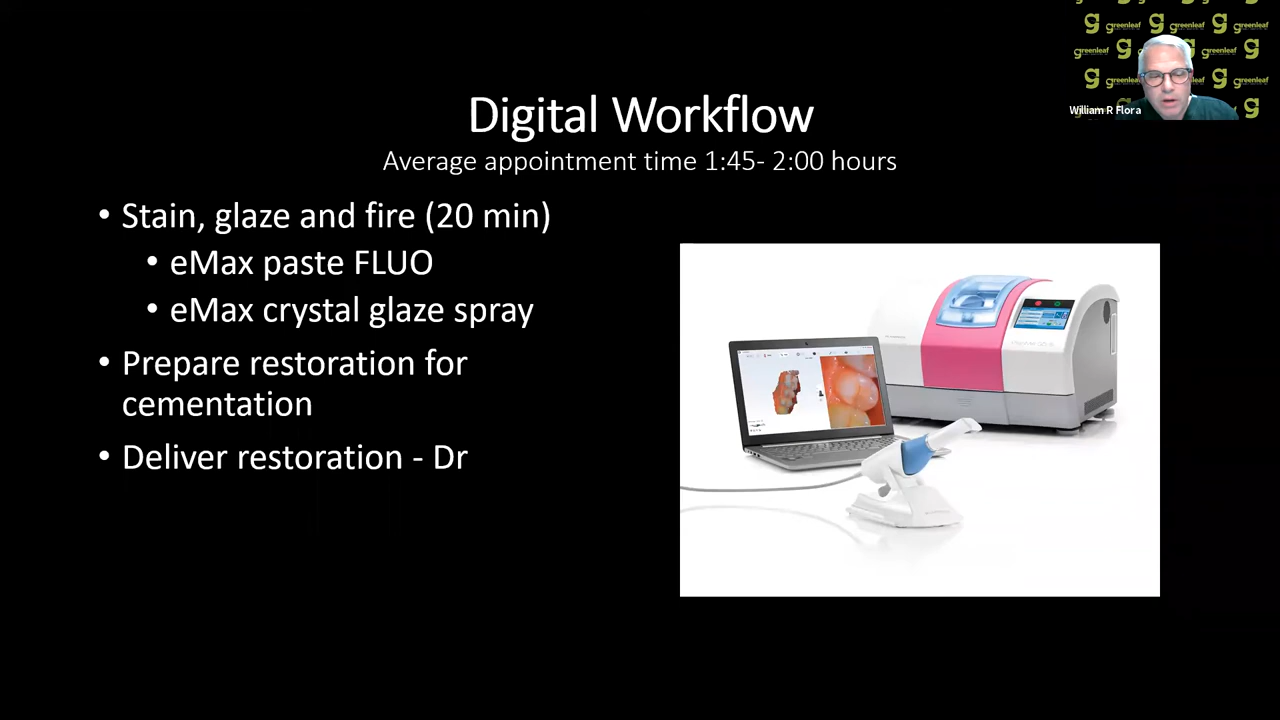 greenleaf
William R Flora
Digital Workflow
Average appointment time 1:45- 2:00 hours
• Stain, glaze and fire (20 min)
• eMax paste FLUO
• eMax crystal glaze spray
• Prepare restoration for
cementation
• Deliver restoration - Dr